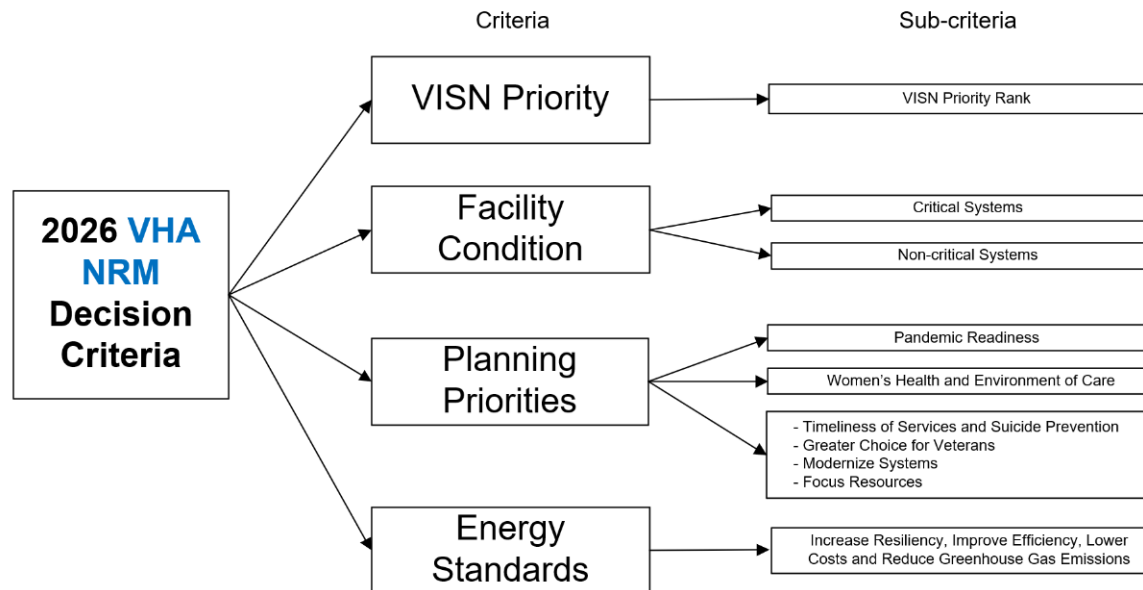 Criteria
Sub-criteria
VISN Priority
VISN Priority Rank
2026 VHA
NRM
Decision
Criteria
Facility
Condition
Critical Systems
Non-critical Systems
Planning
Priorities
Pandemic Readiness
Women's Health and Environment of Care
- Timeliness of Services and Suicide Prevention
- Greater Choice for Veterans
- Modernize Systems
- Focus Resources
Energy
Standards
Increase Resiliency, Improve Efficiency, Lower
Costs and Reduce Greenhouse Gas Emissions